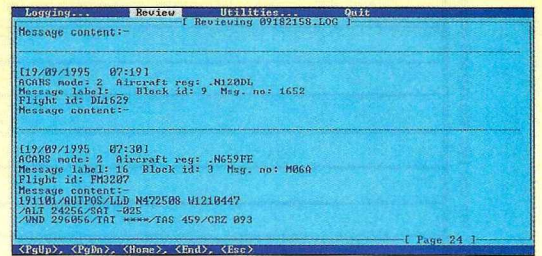 Logging... Review Utilities... Quit
[ Reviewing 09182158.LOG ]
Message content:-
[19/09/1995 07:19]
ACARS mode: 2 Aircraft reg: .N120DL
Message label: Block id: 9 Msg. no: 1652
Flight id: DL1629
Message content:-
[19/09/1995 07:30]
ACARS mode: 2 Aircraft reg: .N659FE
Message label: 16 Block id: 3 Msg. no: M06A
Flight id: FM3207
Message content:-
191101/AUTPOS/LLD N472508 W1210447
/ALT 24256/SAT -025
/WND 296056/TAT ****/TAS 459/CRZ 093
[ Page 24 ]
<PgUp>, <PgDn>, <Home>, <End>, <Esc>